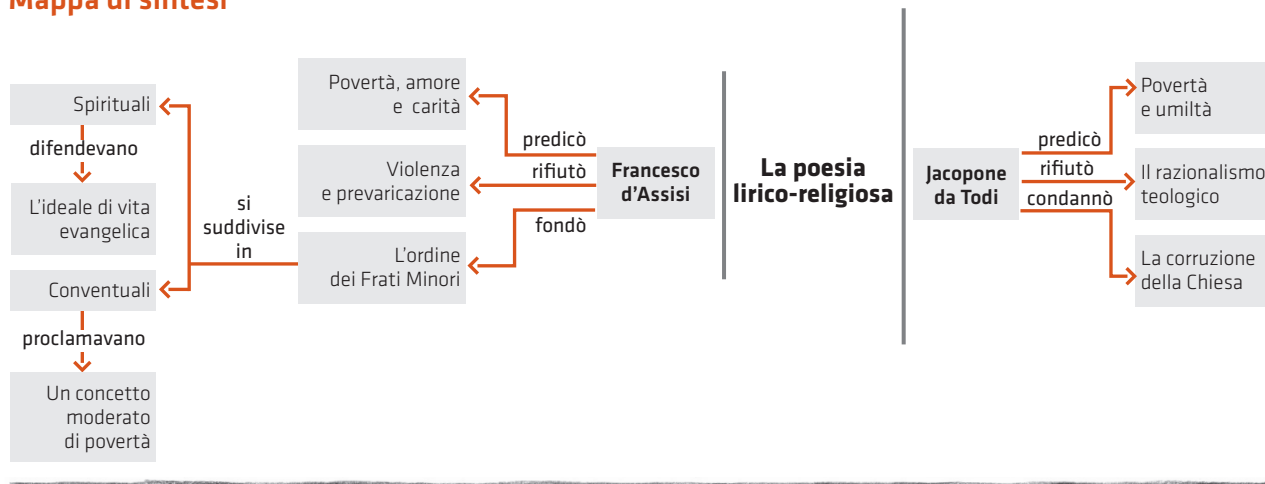 Mappa di sintesi
Spirituali
difendevano
L'ideale di vita
evangelica
Conventuali
proclamavano
Un concetto
moderato
di povertà
si
suddivise
in
Povertà, amore
e carità
Violenza
e prevaricazione
L'ordine
dei Frati Minori
predicò
rifiutò
fondò
Francesco
d'Assisi
La poesia
lirico-religiosa
Jacopone
da Todi
predicò
rifiutò
condannò
Povertà
e umiltà
Il razionalismo
teologico
La corruzione
della Chiesa